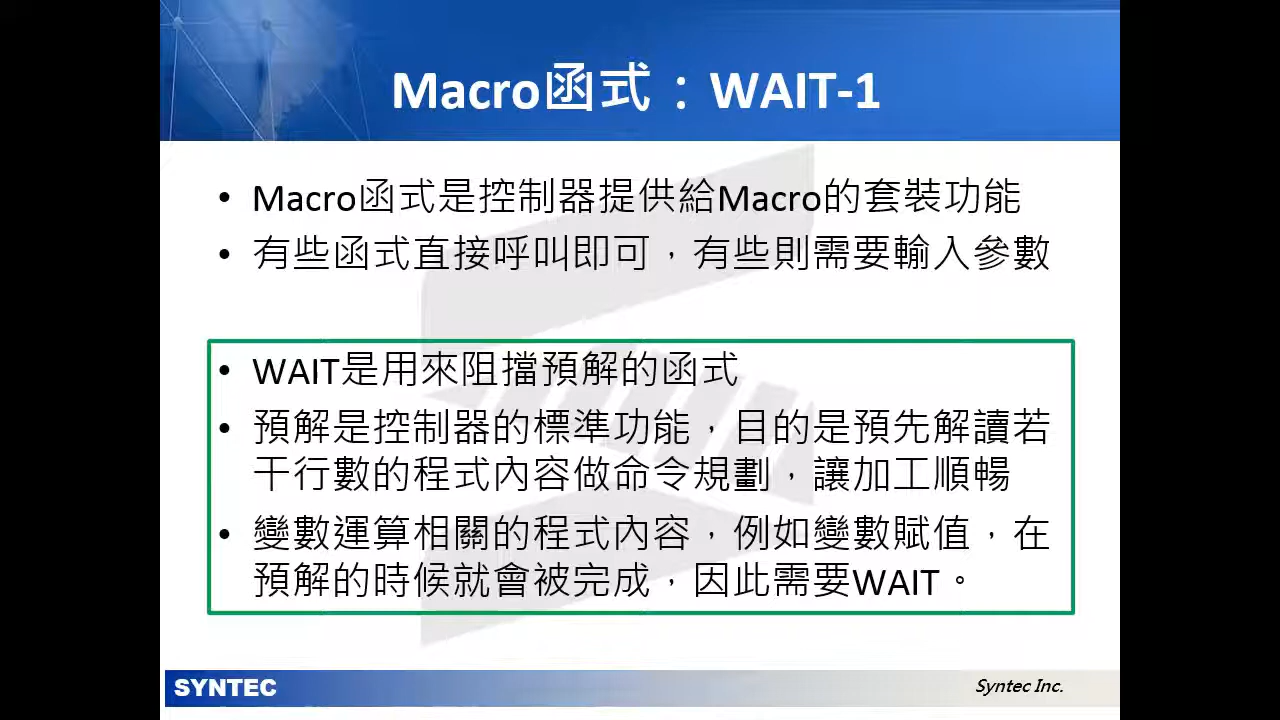 Macro函式：WAIT-1
• Macro函式是控制器提供給Macro的套裝功能
• 有些函式直接呼叫即可，有些則需要輸入參數
• WAIT是用來阻擋預解的函式
• 預解是控制器的標準功能，目的是預先解讀若
干行數的程式內容做命令規劃，讓加工順暢
• 變數運算相關的程式內容，例如變數賦值，在
預解的時候就會被完成，因此需要WAIT。
SYNTEC
Syntec Inc.